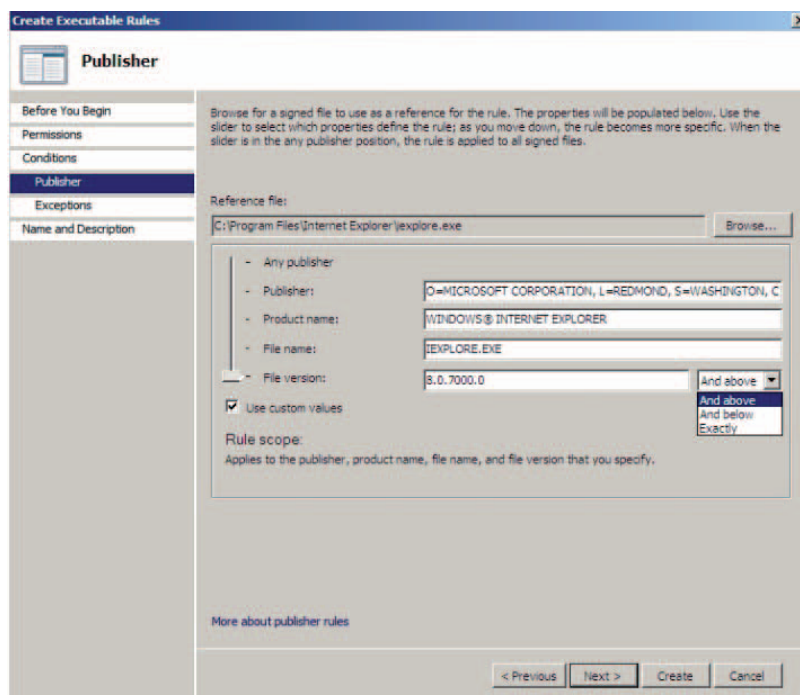 Create Executable Rules
Publisher
Before You Begin
Permissions
Conditions
Publisher
Exceptions
Name and Description
Browse for a signed file to use as a reference for the rule. The properties will be populated below. Use the
slider to select which properties define the rule; as you move down, the rule becomes more specific. When the
slider is in the any publisher position, the rule is applied to all signed files.
Reference file:
C:\Program Files\Internet Explorer\iexplore.exe Browse...
- Any publisher
- Publisher: O=MICROSOFT CORPORATION, L=REDMOND, S=WASHINGTON, C
- Product name: WINDOWS® INTERNET EXPLORER
- File name: IEXPLORE.EXE
- File version: 8.0.7000.0 And above
And above
And below
Exactly
Use custom values
Rule scope:
Applies to the publisher, product name, file name, and file version that you specify.
More about publisher rules
< Previous Next > Create Cancel